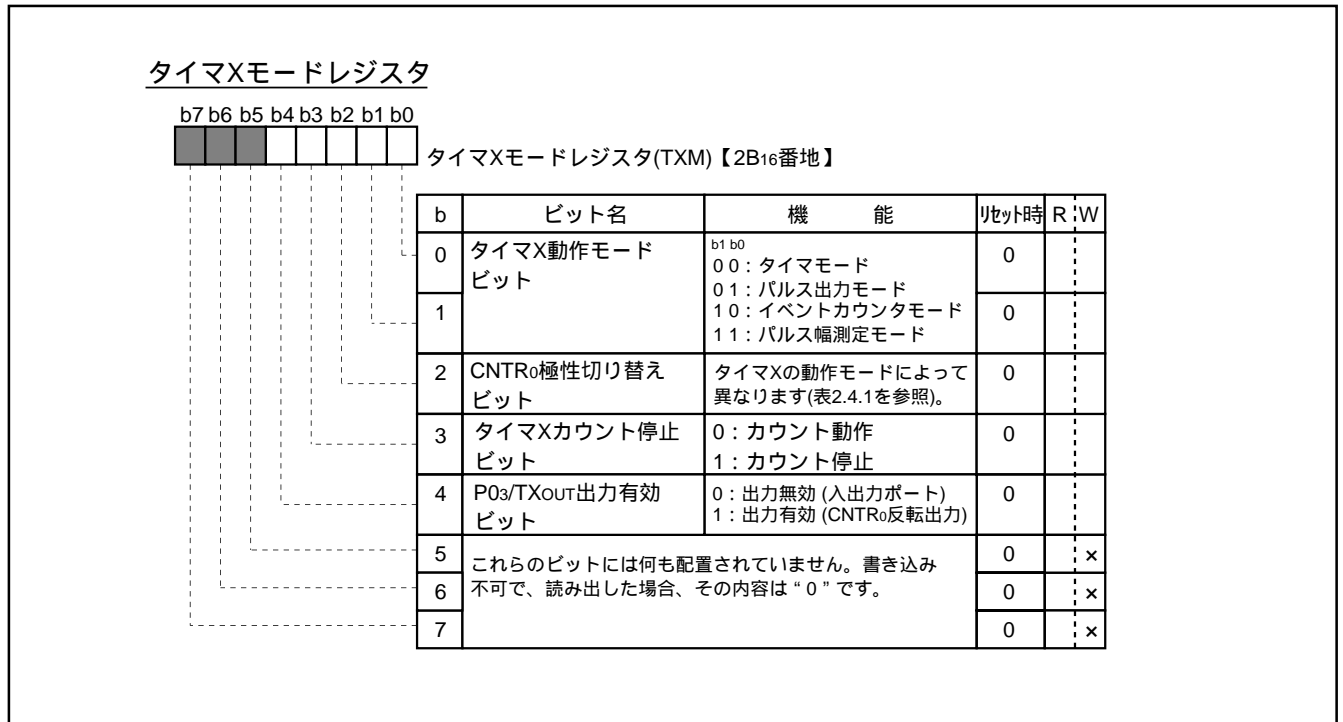 タイマXモードレジスタ
b7 b6 b5 b4 b3 b2 b1 b0
タイマXモードレジスタ(TXM)【2B16番地】
b ビット名 機 能 リセット時 R W
0 タイマX動作モード
ビット
b1 b0
0 0：タイマモード
0 1：パルス出力モード
1 0：イベントカウンタモード
1 1：パルス幅測定モード
0
1 0
2 CNTR0極性切り替え
ビット
タイマXの動作モードによって
異なります(表2.4.1を参照)。
0
3 タイマXカウント停止
ビット
0：カウント動作
1：カウント停止
0
4 P03/TXOUT出力有効
ビット
0：出力無効 (入出力ポート)
1：出力有効 (CNTR0反転出力)
0
5 0 ×
これらのビットには何も配置されていません。書き込み
不可で、読み出した場合、その内容は“0”です。
6 0 ×
7 0 ×